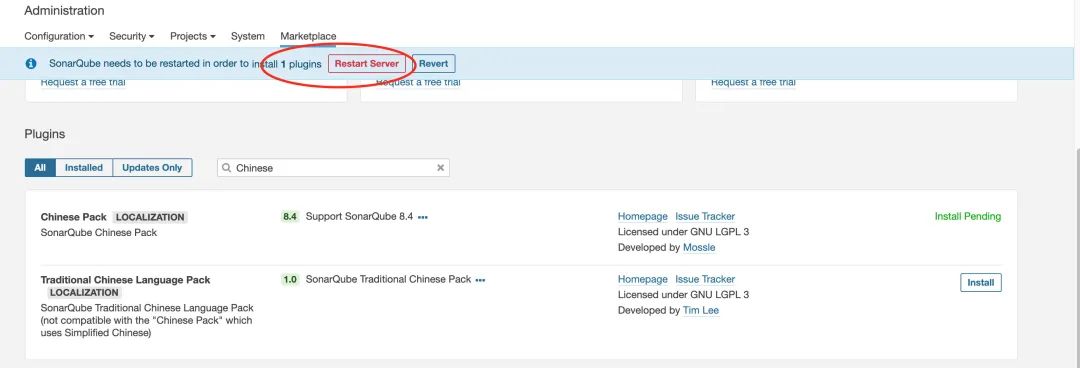 Administration
Configuration Security Projects System Marketplace
SonarQube needs to be restarted in order to install 1 plugins Restart Server Revert
Request a free trial Request a free trial Request a free trial
Plugins
All Installed Updates Only Chinese
Chinese Pack LOCALIZATION 8.4 Support SonarQube 8.4 ••• Homepage Issue Tracker Install Pending
SonarQube Chinese Pack Licensed under GNU LGPL 3
Developed by Mossle
Traditional Chinese Language Pack 1.0 SonarQube Traditional Chinese Pack ••• Homepage Issue Tracker Install
LOCALIZATION Licensed under GNU LGPL 3
SonarQube Traditional Chinese Language Pack Developed by Tim Lee
(not compatible with the "Chinese Pack" which
uses Simplified Chinese)